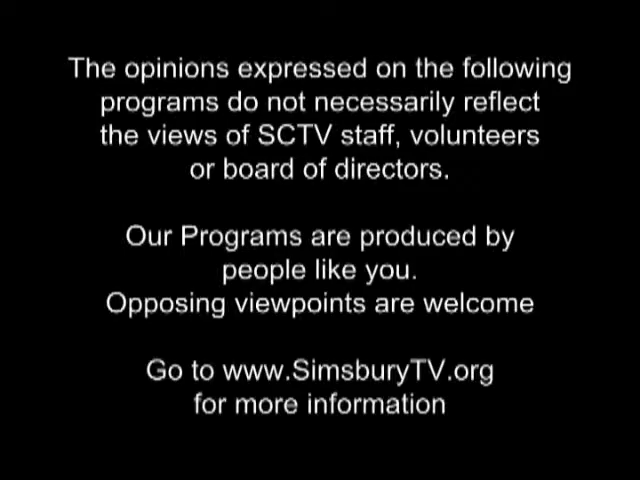 The opinions expressed on the following
programs do not necessarily reflect
the views of SCTV staff, volunteers
or board of directors.
Our Programs are produced by
people like you.
Opposing viewpoints are welcome
Go to www.SimsburyTV.org
for more information